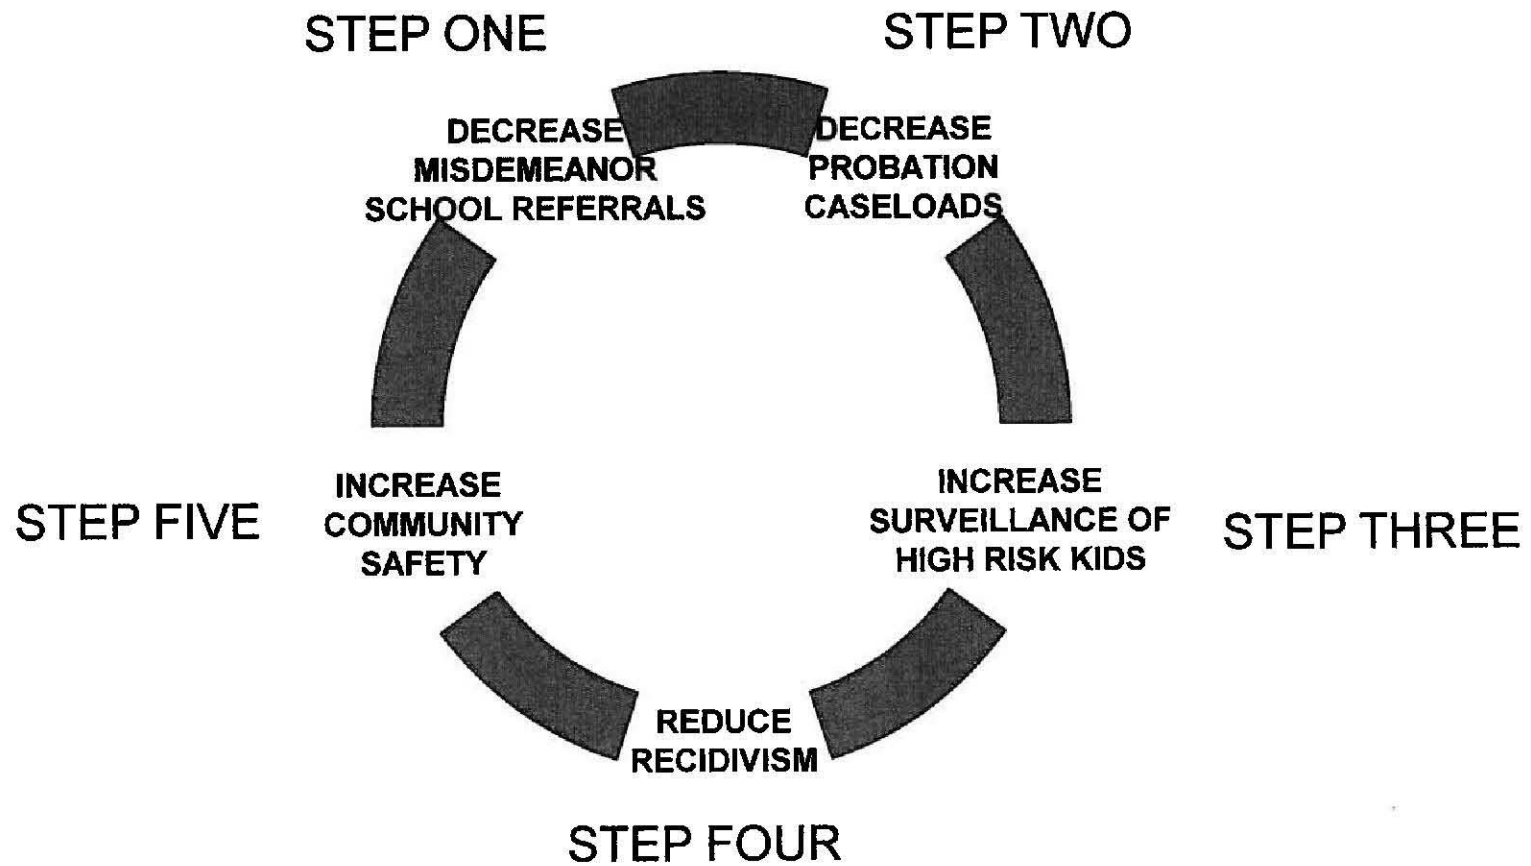 STEP ONE
DECREASE
MISDEMEANOR
SCHOOL REFERRALS
STEP TWO
DECREASE
PROBATION
CASELOADS
STEP THREE
INCREASE
SURVEILLANCE OF
HIGH RISK KIDS
STEP FOUR
REDUCE
RECIDIVISM
STEP FIVE
INCREASE
COMMUNITY
SAFETY